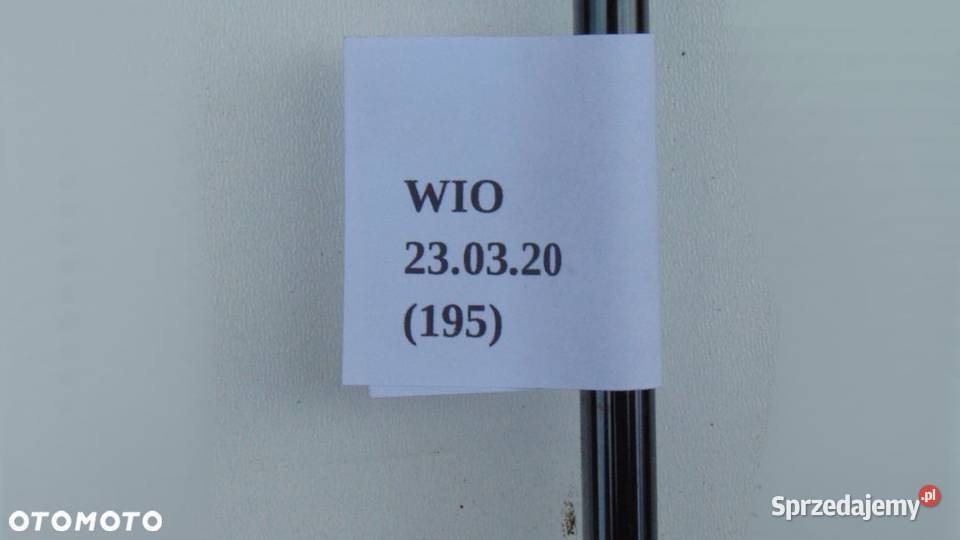 WIO
23.03.20
(195)
OTOMOTO
Sprzedajemy.pl